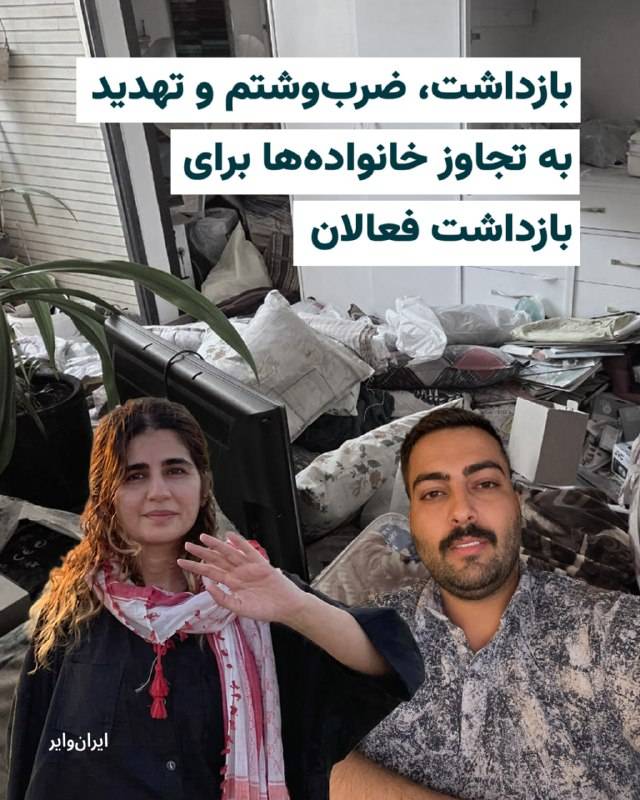 بازداشت، ضرب‌وشتم و تهدید
به تجاوز خانواده‌ها برای
بازداشت فعالان
ایران‌وایر